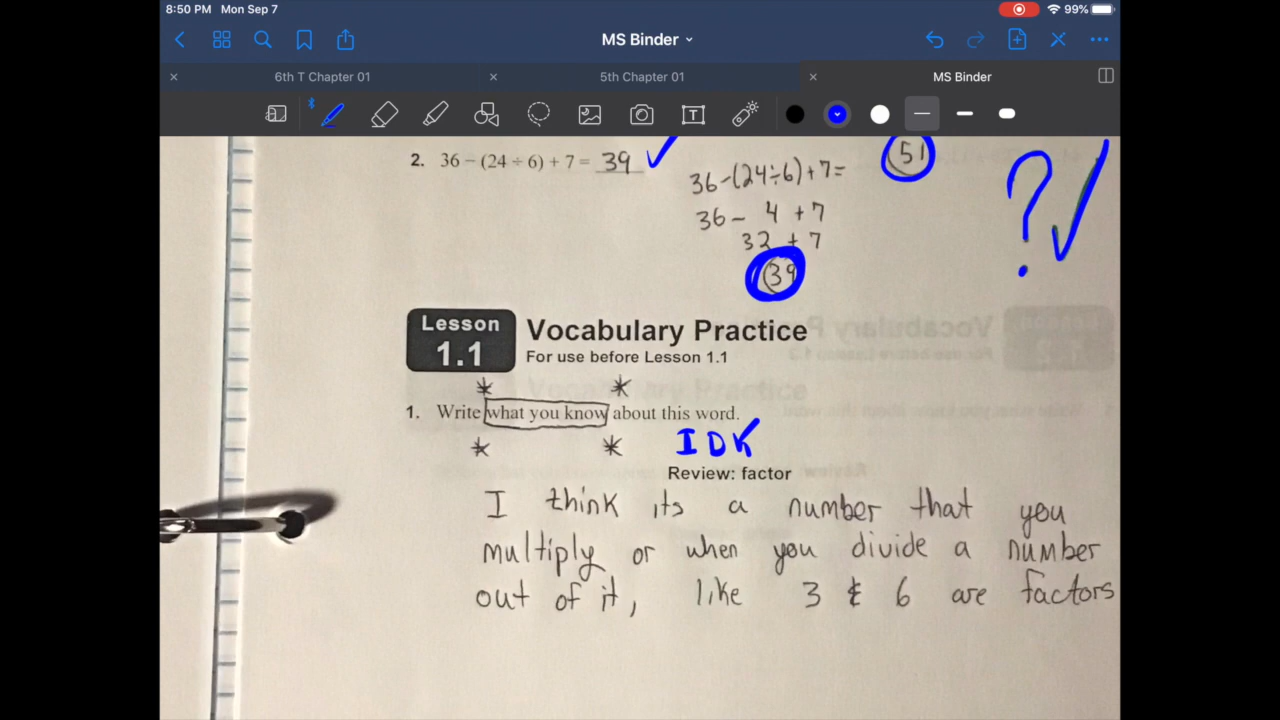 8:50 PM Mon Sep 7
99%
MS Binder
6th T Chapter 01
5th Chapter 01
MS Binder
T
2. 36 − (24 ÷ 6) + 7 = 39
51
?
36-(24÷6)+7=
36- 4 +7
32 +7
39
Lesson
1.1
Vocabulary Practice
For use before Lesson 1.1
1. Write what you know about this word.
IDK
Review: factor
I think its a number that you
multiply or when you divide a number
out of it, like 3 & 6 are factors